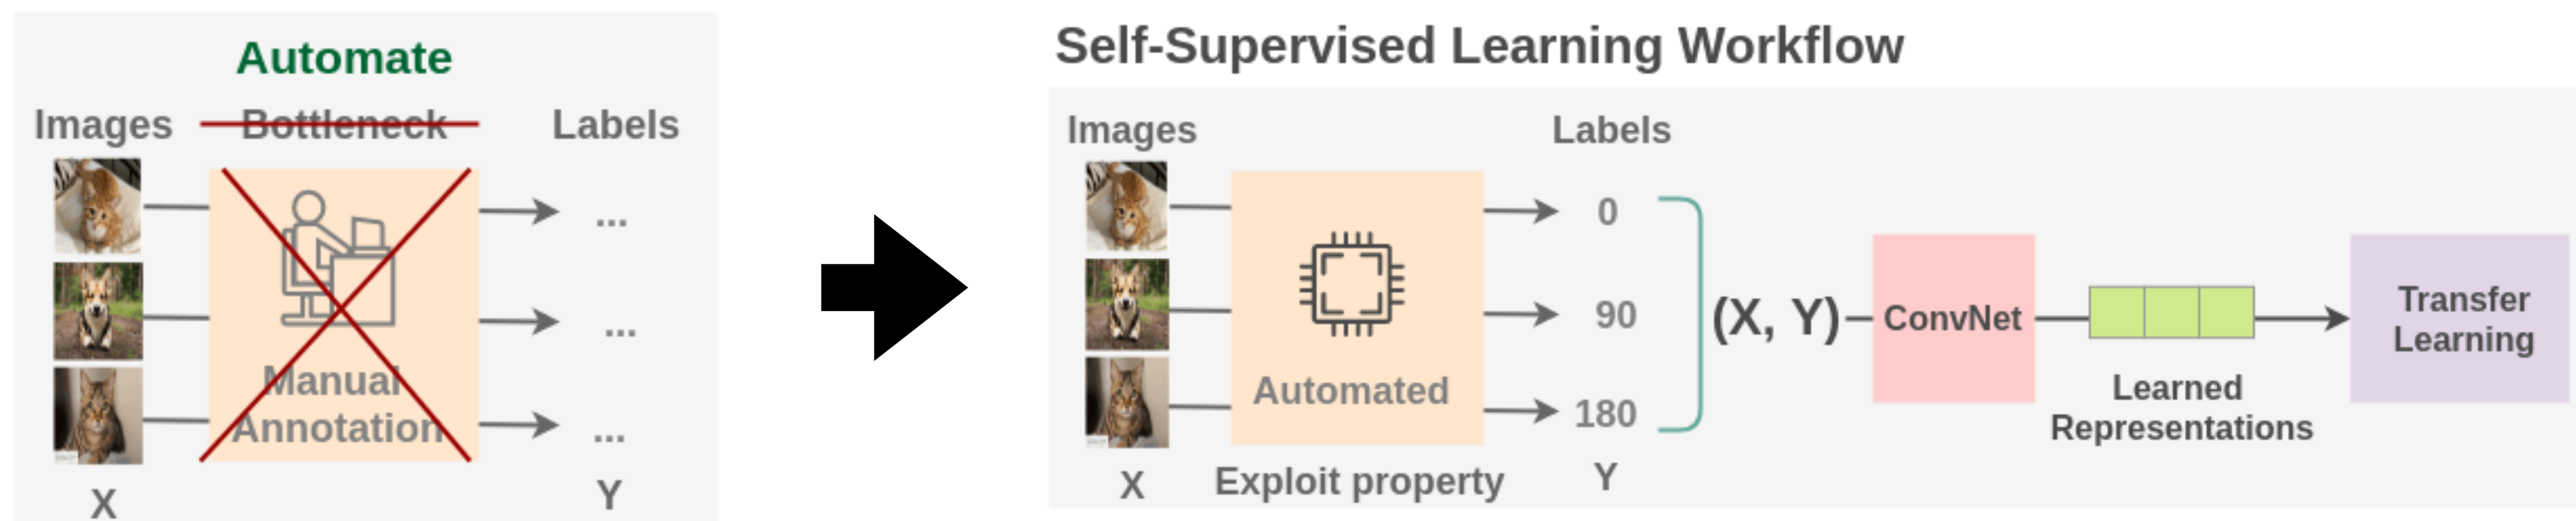 Automate
Images
Bottleneck
Labels
...
...
Manual
Annotation
...
X
Y
Self-Supervised Learning Workflow
Images
Labels
0
90
(X, Y)
ConvNet
Transfer
Learning
Automated
180
Learned
Representations
X
Exploit property
Y